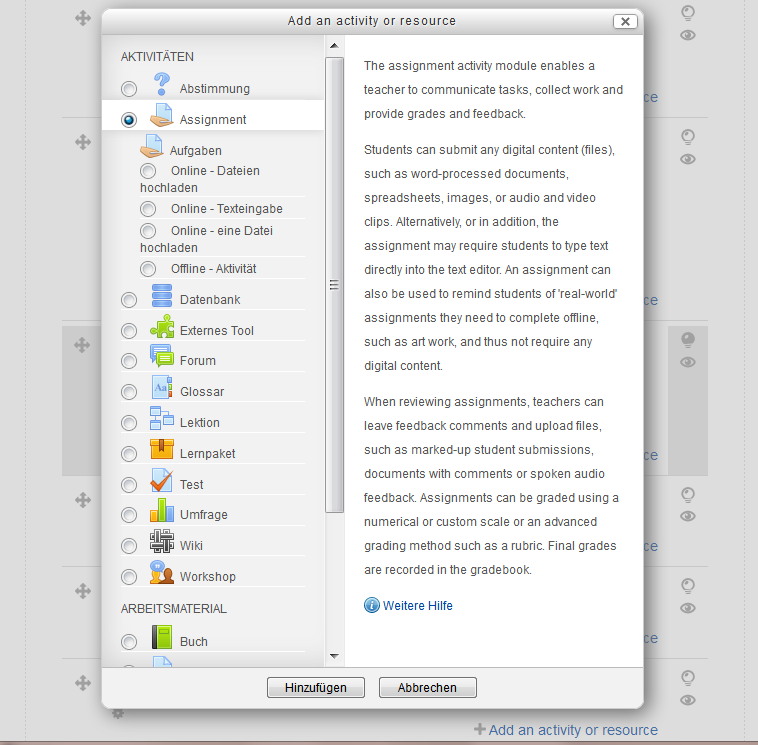 Add an activity or resource
AKTIVITÄTEN
Abstimmung
Assignment
Aufgaben
Online - Dateien
hochladen
Online - Texteingabe
Online - eine Datei
hochladen
Offline - Aktivität
Datenbank
Externes Tool
Forum
Aa
Glossar
Lektion
Lernpaket
Test
Umfrage
Wiki
Workshop
ARBEITSMATERIAL
Buch
The assignment activity module enables a
teacher to communicate tasks, collect work and
provide grades and feedback.
Students can submit any digital content (files),
such as word-processed documents,
spreadsheets, images, or audio and video
clips. Alternatively, or in addition, the
assignment may require students to type text
directly into the text editor. An assignment can
also be used to remind students of 'real-world'
assignments they need to complete offline,
such as art work, and thus not require any
digital content.
When reviewing assignments, teachers can
leave feedback comments and upload files,
such as marked-up student submissions,
documents with comments or spoken audio
feedback. Assignments can be graded using a
numerical or custom scale or an advanced
grading method such as a rubric. Final grades
are recorded in the gradebook.
Weitere Hilfe
Hinzufügen Abbrechen
ce
ce
ce
ce
ce
Add an activity or resource